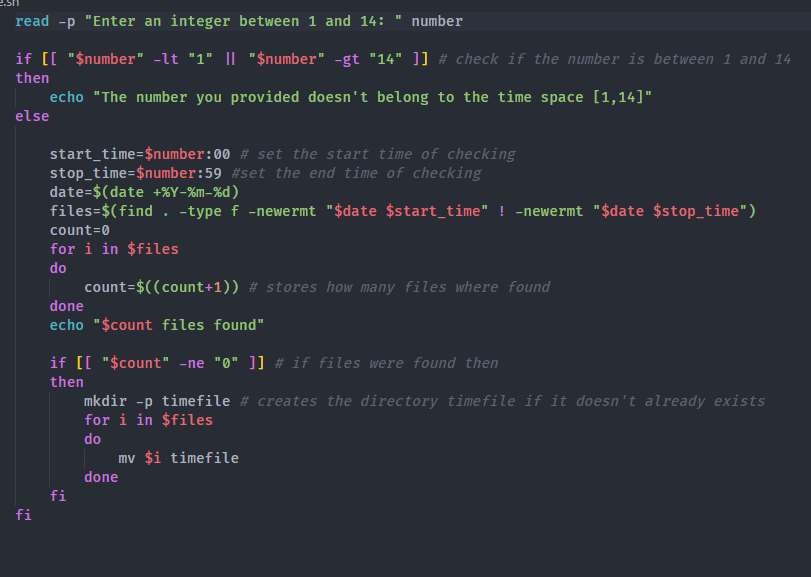 e.sh
read -p "Enter an integer between 1 and 14: " number
if [[ "$number" -lt "1" || "$number" -gt "14" ]] # check if the number is between 1 and 14
then
echo "The number you provided doesn't belong to the time space [1,14]"
else
start_time=$number:00 # set the start time of checking
stop_time=$number:59 #set the end time of checking
date=$(date +%Y-%m-%d)
files=$(find . -type f -newermt "$date $start_time" ! -newermt "$date $stop_time")
count=0
for i in $files
do
count=$((count+1)) # stores how many files where found
done
echo "$count files found"
if [[ "$count" -ne "0" ]] # if files were found then
then
mkdir -p timefile # creates the directory timefile if it doesn't already exists
for i in $files
do
mv $i timefile
done
fi
fi